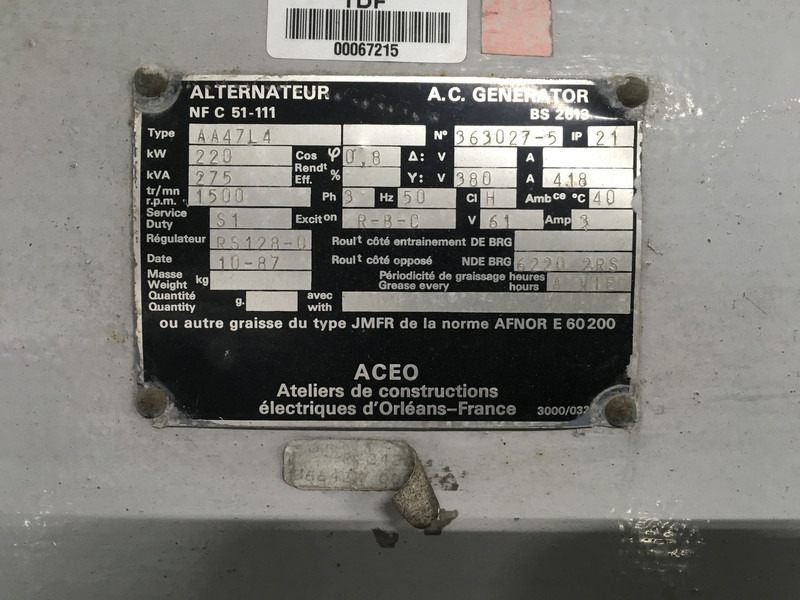 TDF
00067215
ALTERNATEUR A.C. GENERATOR
NF C 51-111 BS 2613
Type AA47L4 N° 363027-5 IP 21
kW 220 Cos φ 0,8 Δ: V A
kVA 275 Rendt Eff. % Y: V 380 A 418
tr/mn r.p.m. 1500 Ph 3 Hz 50 Cl H Ambce °C 40
Service Duty S1 Exciton R-B-C V 61 Amp 3
Régulateur RS128-0 Roult côté entrainement DE BRG
Date 10-87 Roult côté opposé NDE BRG 6220 2RS
Masse Weight kg Périodicité de graissage heures Grease every hours A VIE
Quantité Quantity g. avec with
ou autre graisse du type JMFR de la norme AFNOR E 60200
ACEO
Ateliers de constructions
électriques d'Orléans-France 3000/032